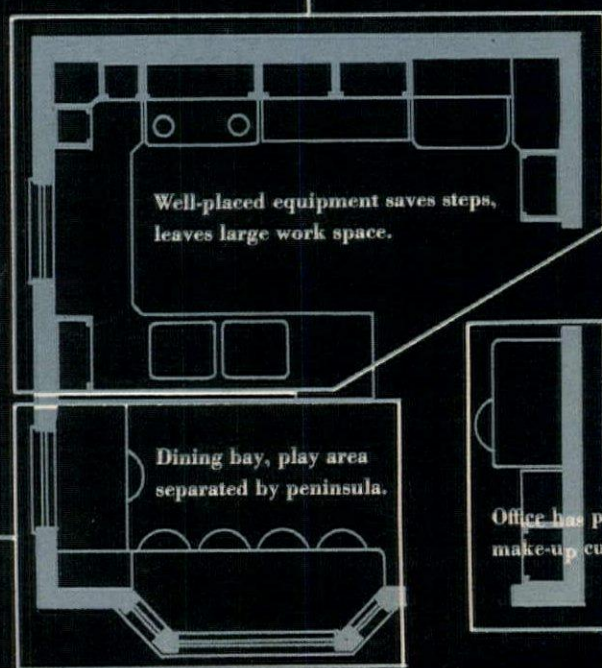 Well-placed equipment saves steps,
leaves large work space.
Dining bay, play area
separated by peninsula.
Office has
make-up